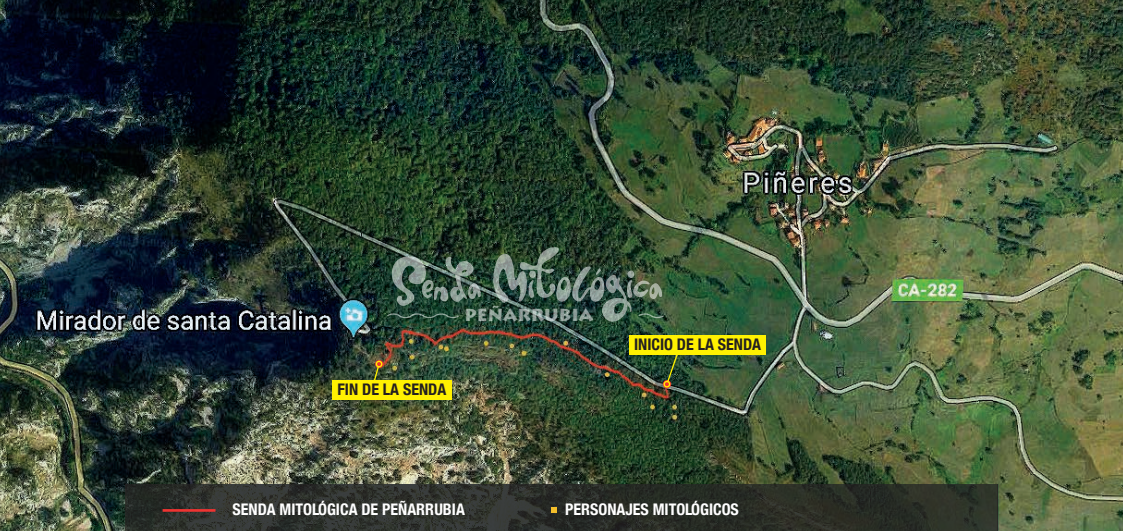 Piñeres
Senda Mitológica
PEÑARRUBIA
CA-282
Mirador de santa Catalina
INICIO DE LA SENDA
FIN DE LA SENDA
SENDA MITOLÓGICA DE PEÑARRUBIA
PERSONAJES MITOLÓGICOS